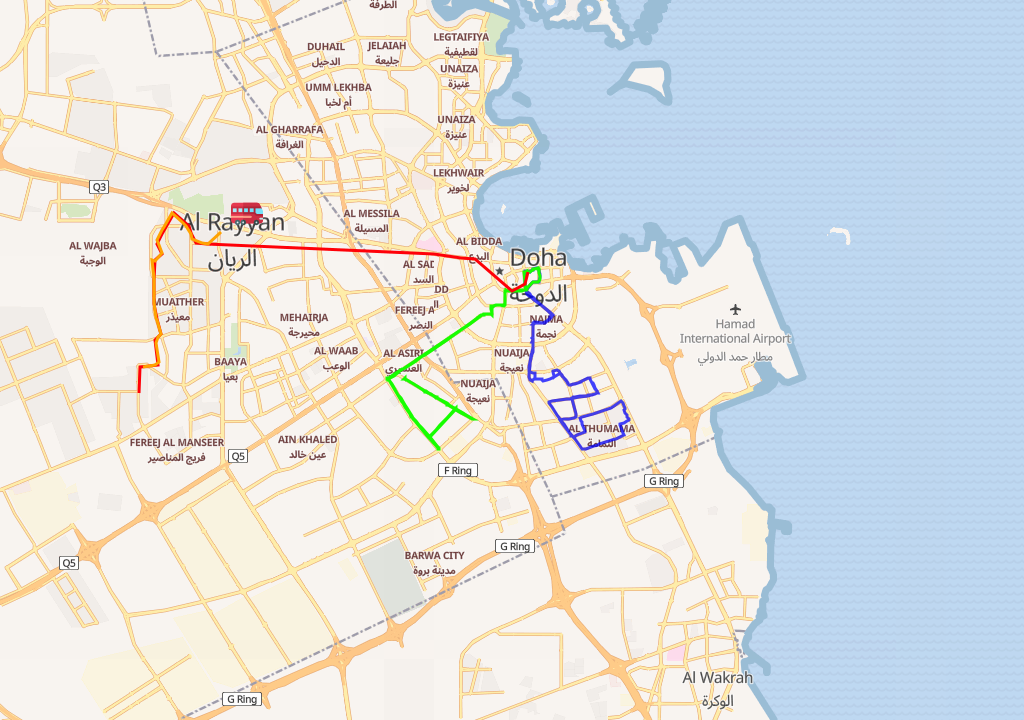 الطرفة
LEGTAIFIYA
لقطيفية
DUHAIL
الدحيل
JELAIAH
جليعة
UNAIZA
عنيزة
UMM LEKHBA
أم لخبا
AL GHARRAFA
الغرافة
UNAIZA
عنيزة
LEKHWAIR
لخوير
Q3
Al Rayyan
الريان
AL MESSILA
المسيلة
AL WAJBA
الوجبة
AL BIDDA
البدع
Doha
الدوحة
AL SAD
السد
DD
ال
MUAITHER
معيذر
MEHAIRJA
محيرجة
FEREEJ A
النصر
NAJMA
نجمة
Hamad
International Airport
مطار حمد الدولي
AL WAAB
الوعب
AL ASIRI
العسيري
NUAIJA
نعيجة
BAAYA
بعيا
NUAIJA
نعيجة
AL THUMAMA
الثمامة
FEREEJ AL MANSEER
فريج المناصير
AIN KHALED
عين خالد
Q5
F Ring
G Ring
G Ring
BARWA CITY
مدينة بروة
Q5
Al Wakrah
الوكرة
G Ring